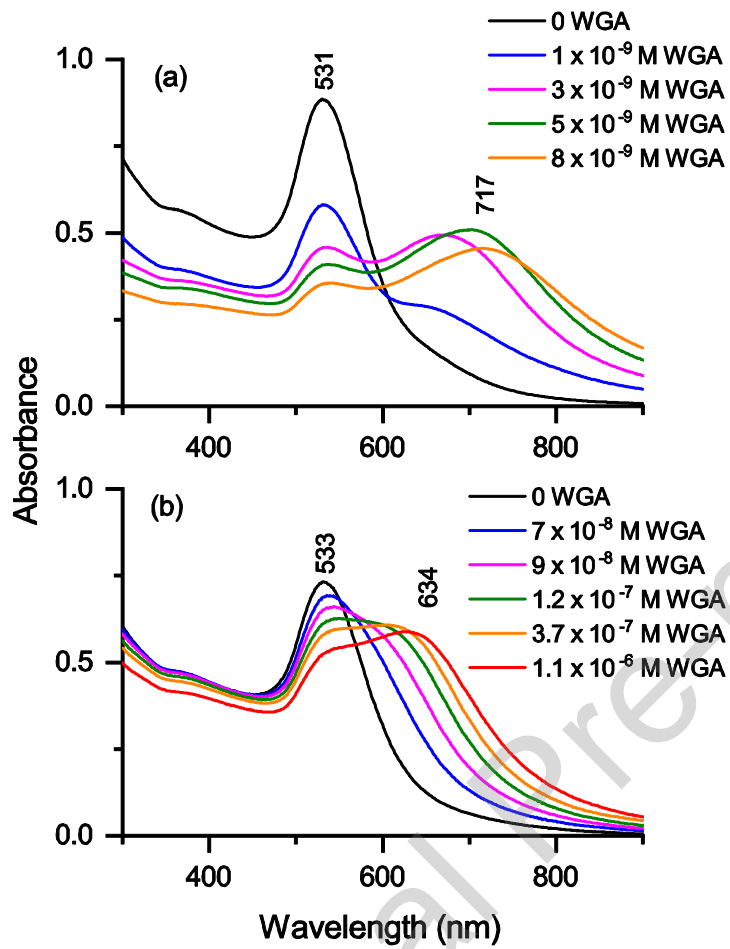 0 WGA
1 x 10⁻⁹ M WGA
3 x 10⁻⁹ M WGA
5 x 10⁻⁹ M WGA
8 x 10⁻⁹ M WGA
(a)
531
717
1.0
0.5
0.0
400 600 800
Absorbance
0 WGA
7 x 10⁻⁸ M WGA
9 x 10⁻⁸ M WGA
1.2 x 10⁻⁷ M WGA
3.7 x 10⁻⁷ M WGA
1.1 x 10⁻⁶ M WGA
(b)
533
634
1.0
0.5
0.0
400 600 800
Wavelength (nm)
al Pre-p